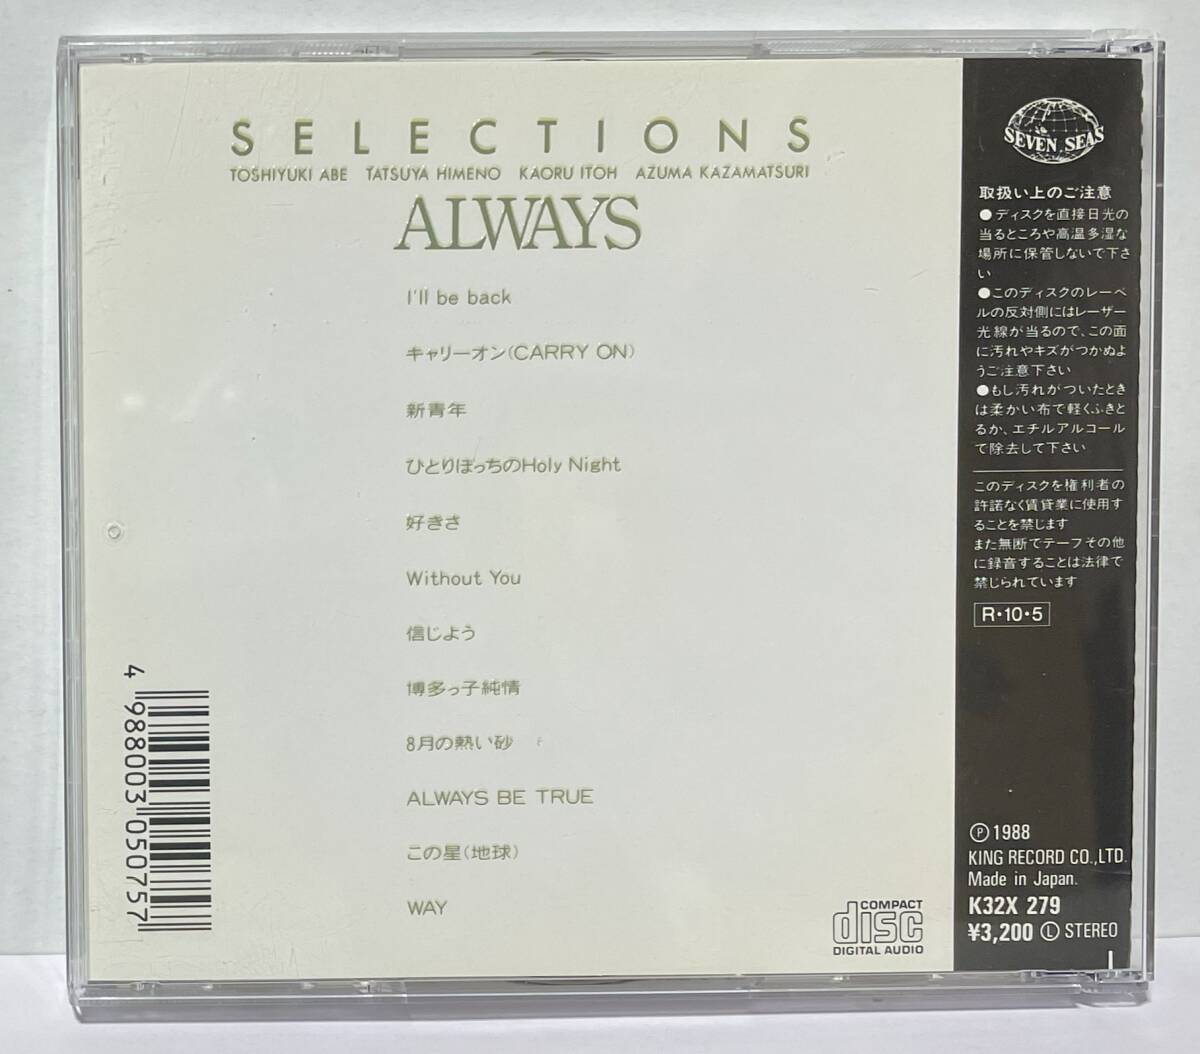 SELECTIONS
TOSHIYUKI ABE TATSUYA HIMENO KAORU ITOH AZUMA KAZAMATSURI
ALWAYS
I'll be back
キャリーオン(CARRY ON)
新青年
ひとりぼっちのHoly Night
好きさ
Without You
信じよう
博多っ子純情
8月の熱い砂
ALWAYS BE TRUE
この星(地球)
WAY
4 988003 050757
COMPACT
disc
DIGITAL AUDIO
SEVEN SEAS
取扱い上のご注意
●ディスクを直接日光の
当るところや高温多湿な
場所に保管しないで下さ
い
●このディスクのレーベ
ルの反対側にはレーザー
光線が当るので、この面
に汚れやキズがつかぬよ
うご注意下さい
●もし汚れがついたとき
は柔かい布で軽くふきと
るか、エチルアルコール
で除去して下さい
このディスクを権利者の
許諾なく賃貸業に使用す
ることを禁じます
また無断でテープその他
に録音することは法律で
禁じられています
R・10・5
Ⓟ1988
KING RECORD CO.,LTD.
Made in Japan.
K32X 279
¥3,200 Ⓛ STEREO